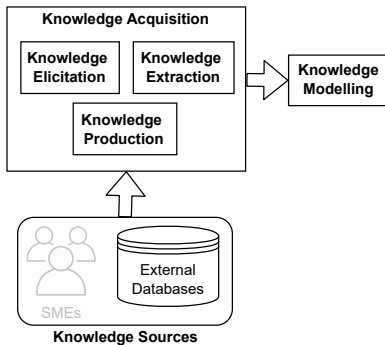 Knowledge Acquisition
Knowledge
Elicitation
Knowledge
Extraction
Knowledge
Production
Knowledge
Modelling
External
Databases
SMEs
Knowledge Sources